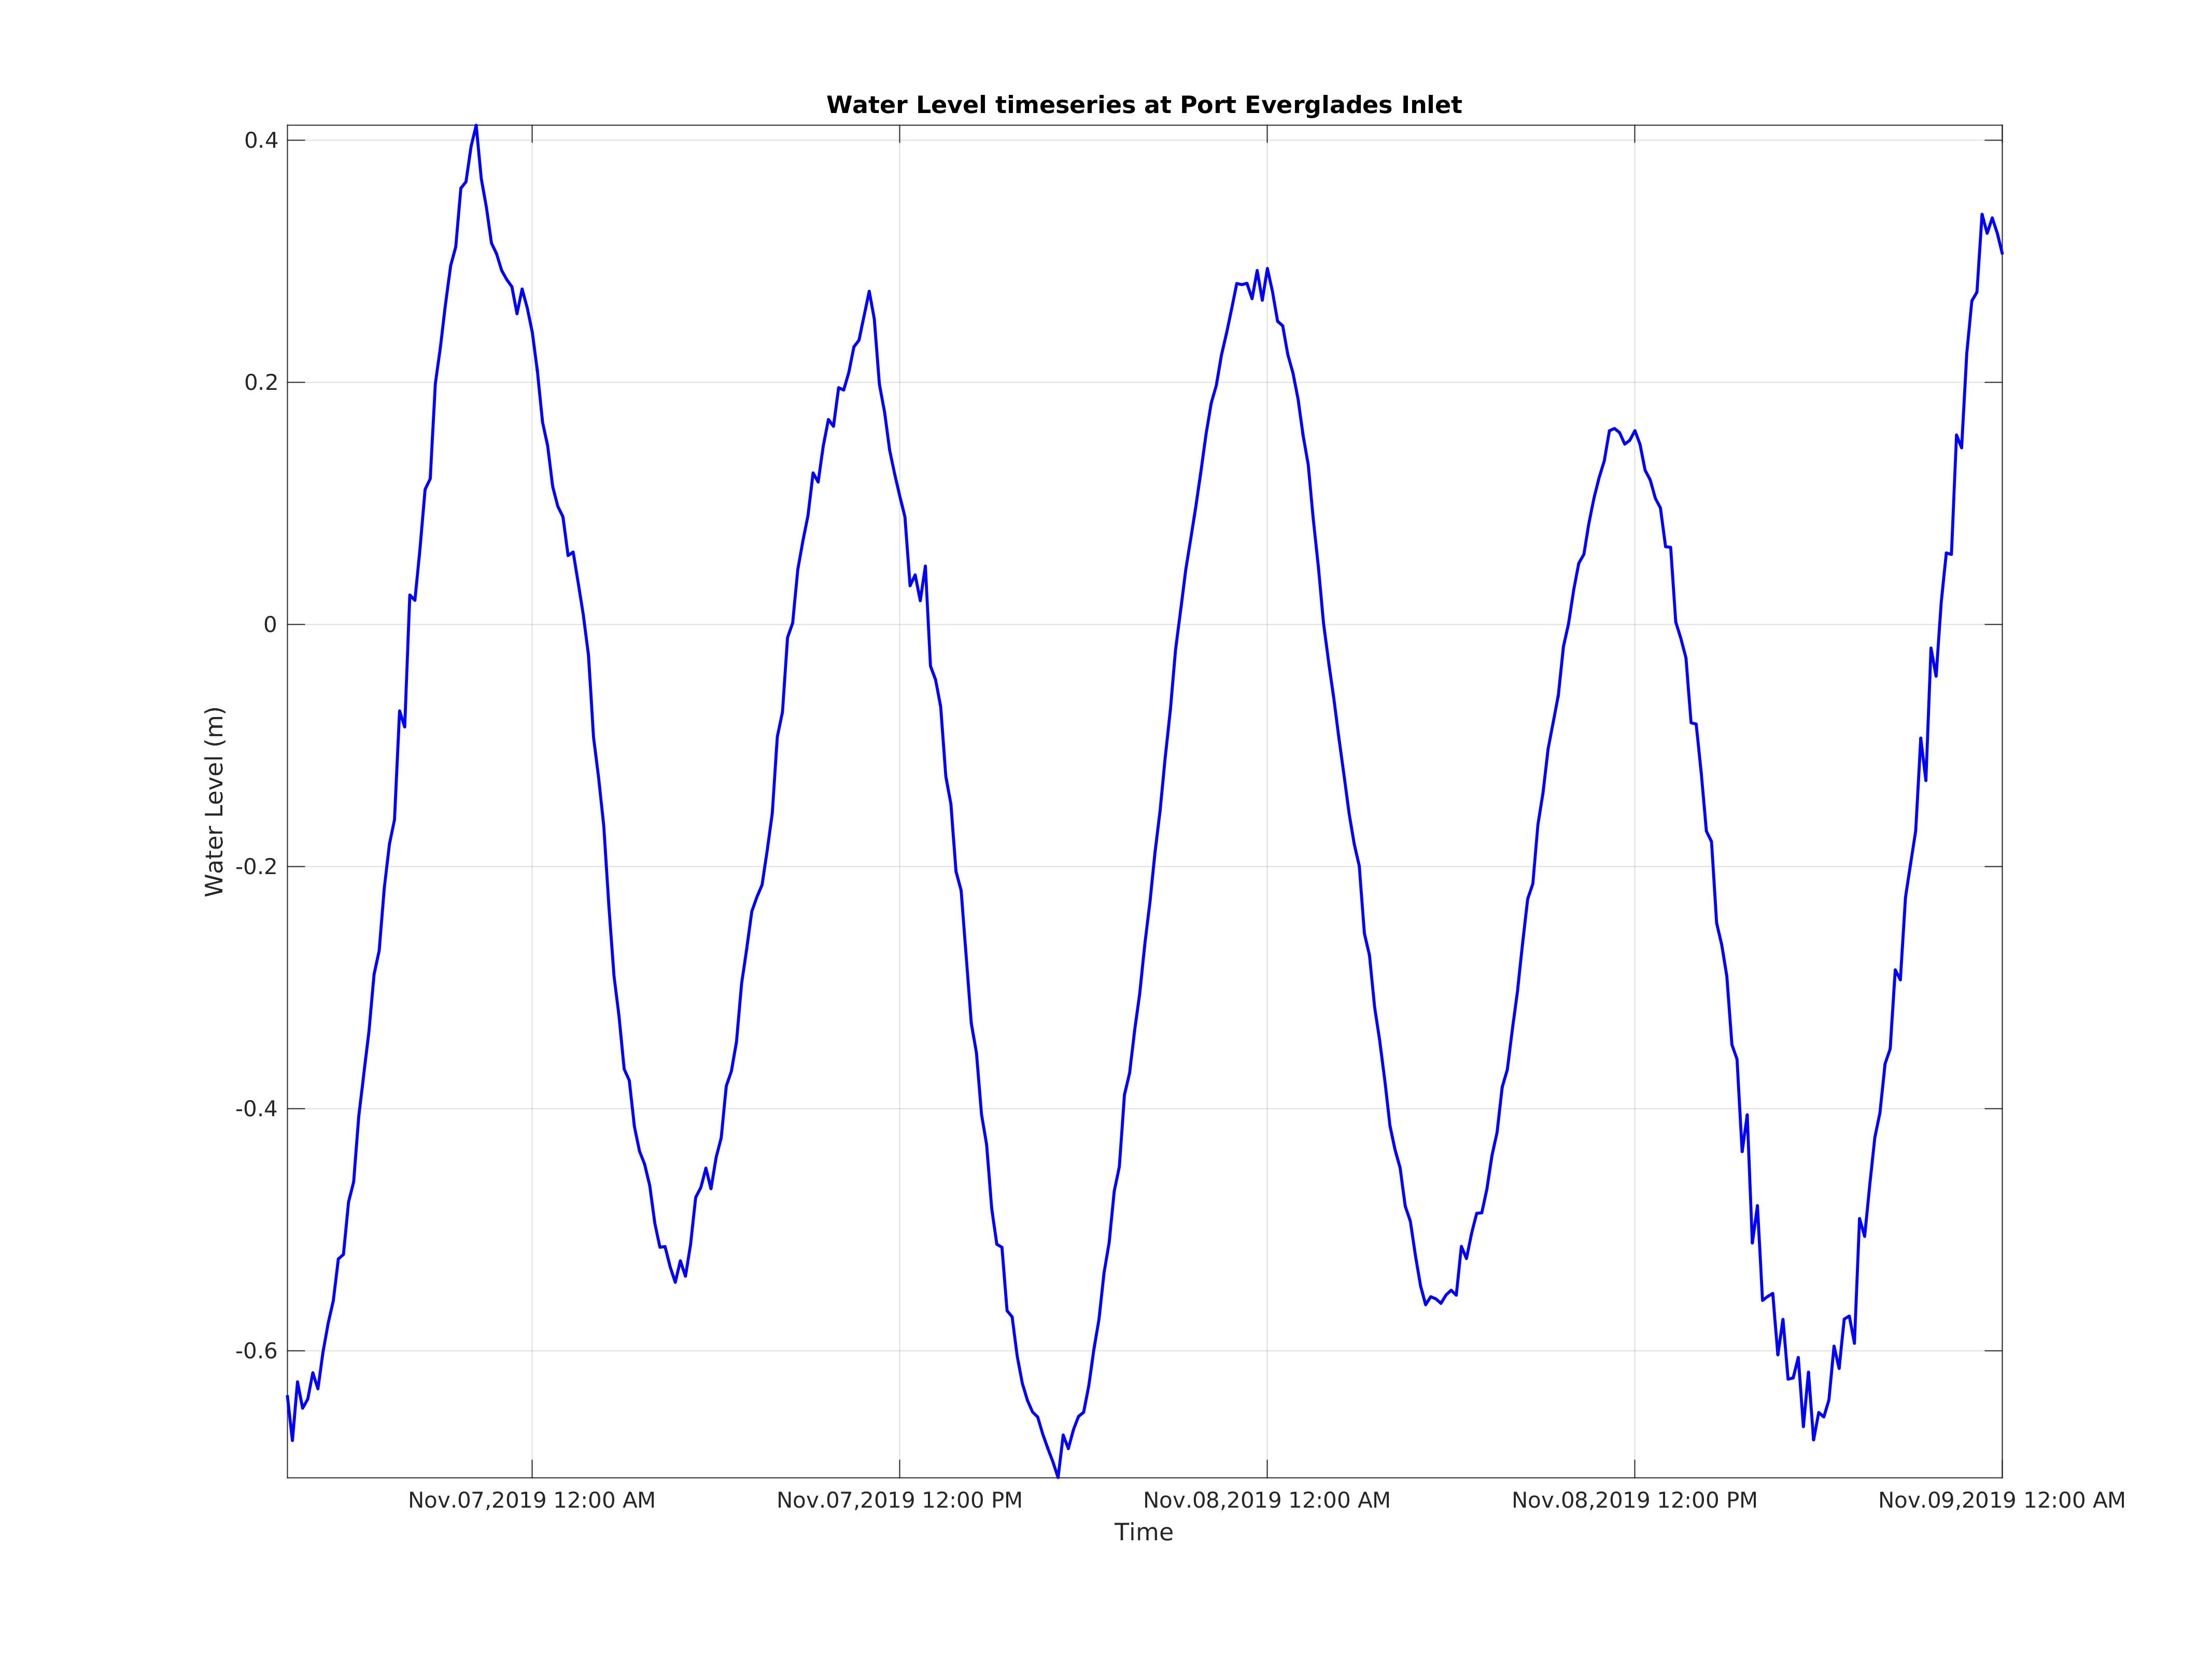 Water Level timeseries at Port Everglades Inlet
0.4
0.2
0
-0.2
-0.4
-0.6
Water Level (m)
Nov.07,2019 12:00 AM
Nov.07,2019 12:00 PM
Nov.08,2019 12:00 AM
Nov.08,2019 12:00 PM
Nov.09,2019 12:00 AM
Time